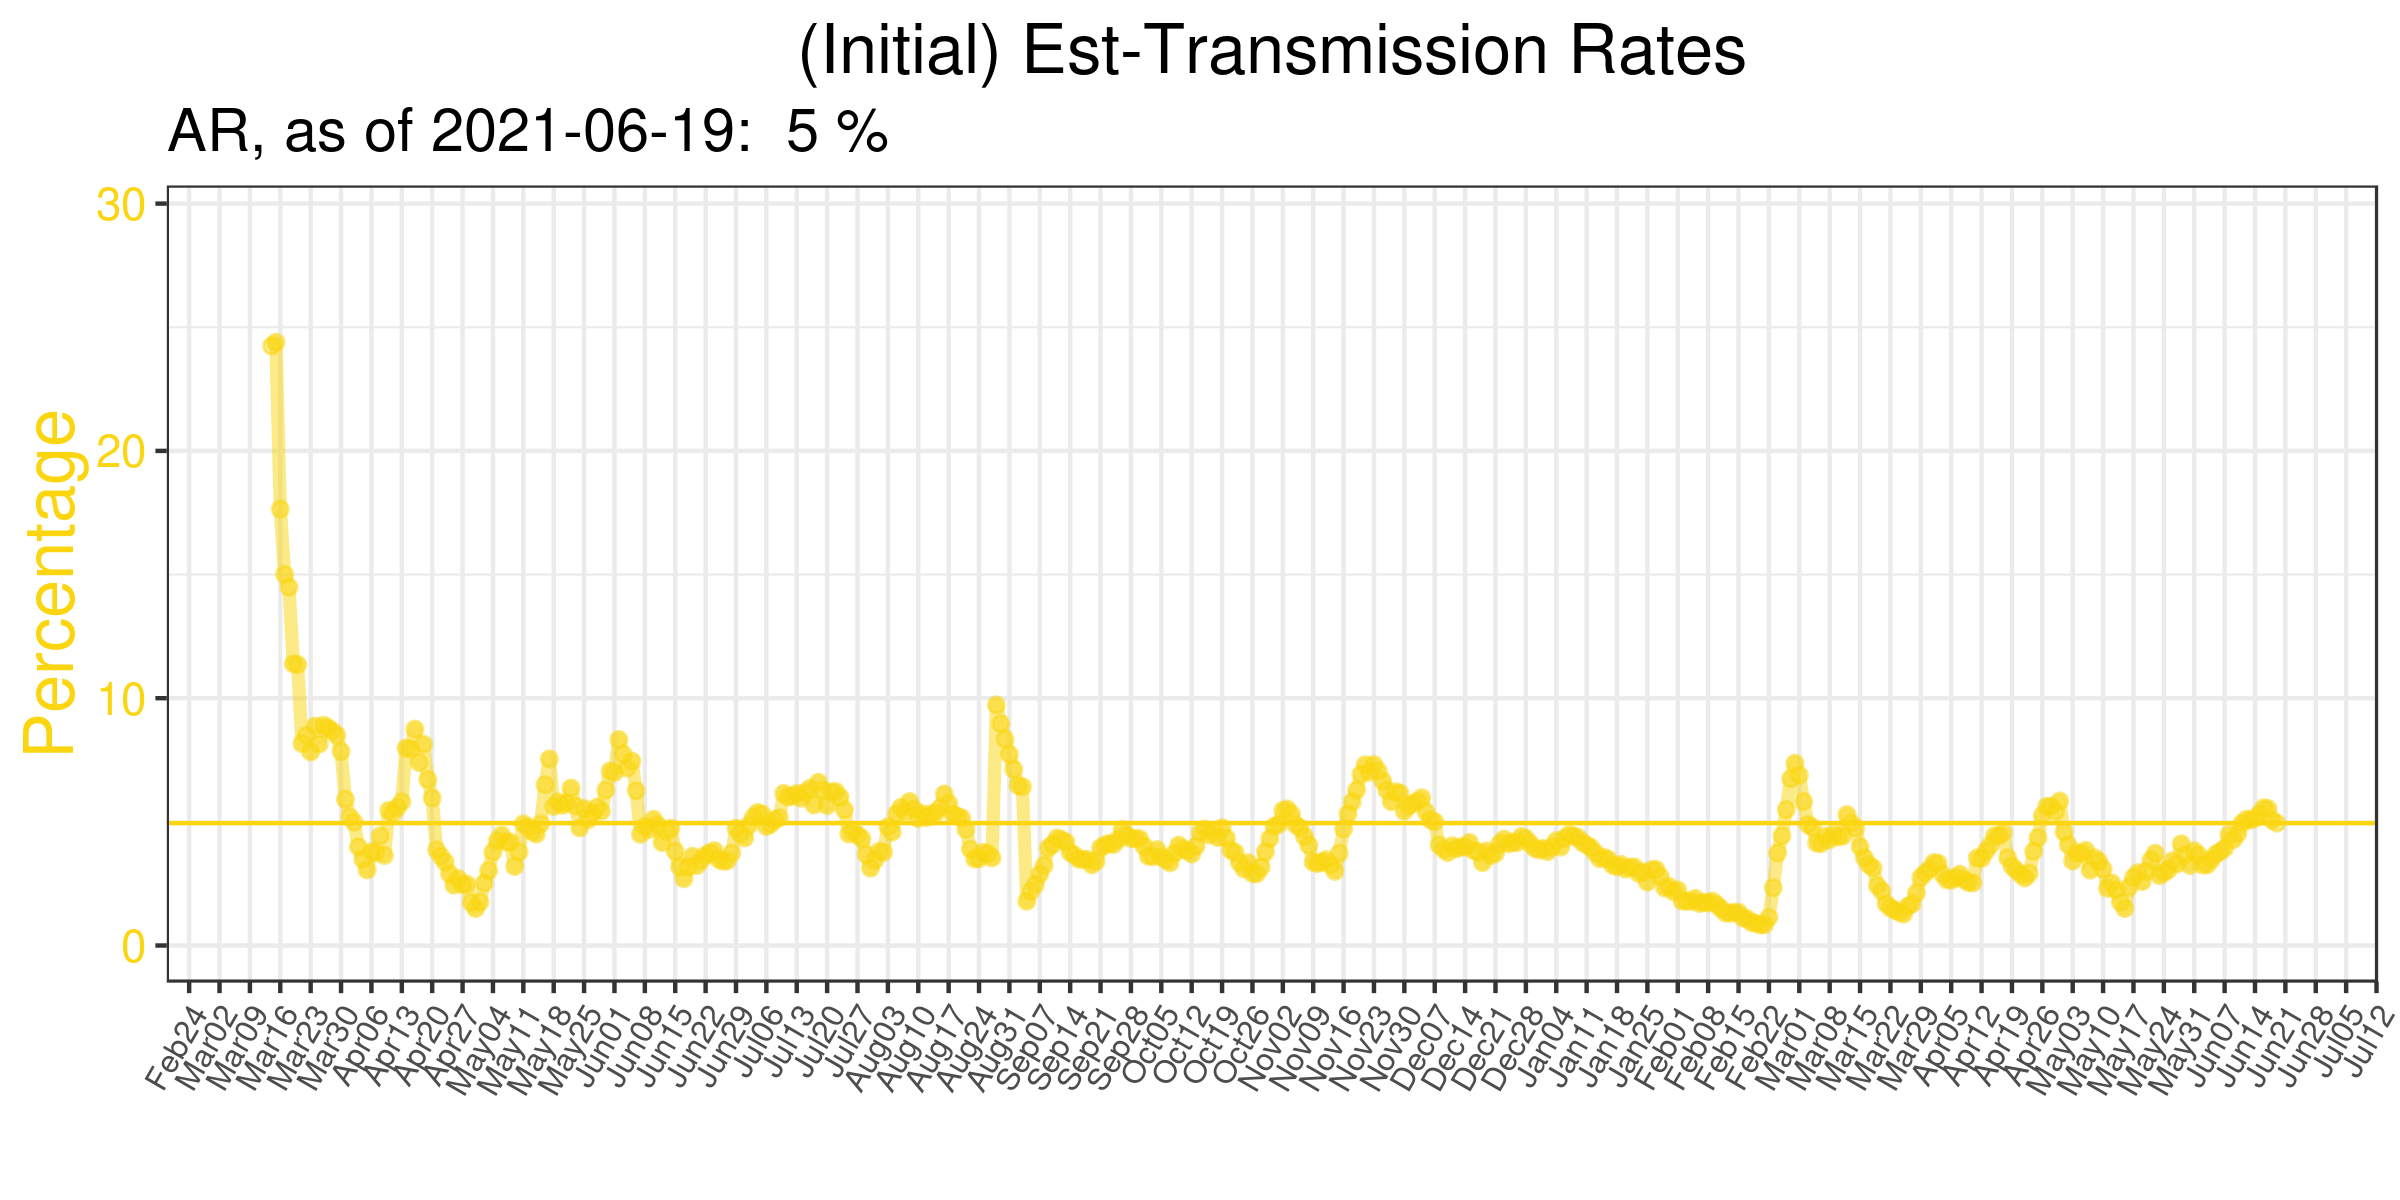 (Initial) Est-Transmission Rates
AR, as of 2021-06-19: 5 %
Percentage
30
20
10
0
Feb24
Mar02
Mar09
Mar16
Mar23
Mar30
Apr06
Apr13
Apr20
Apr27
May04
May11
May18
May25
Jun01
Jun08
Jun15
Jun22
Jun29
Jul06
Jul13
Jul20
Jul27
Aug03
Aug10
Aug17
Aug24
Aug31
Sep07
Sep14
Sep21
Sep28
Oct05
Oct12
Oct19
Oct26
Nov02
Nov09
Nov16
Nov23
Nov30
Dec07
Dec14
Dec21
Dec28
Jan04
Jan11
Jan18
Jan25
Feb01
Feb08
Feb15
Feb22
Mar01
Mar08
Mar15
Mar22
Mar29
Apr05
Apr12
Apr19
Apr26
May03
May10
May17
May24
May31
Jun07
Jun14
Jun21
Jun28
Jul05
Jul12